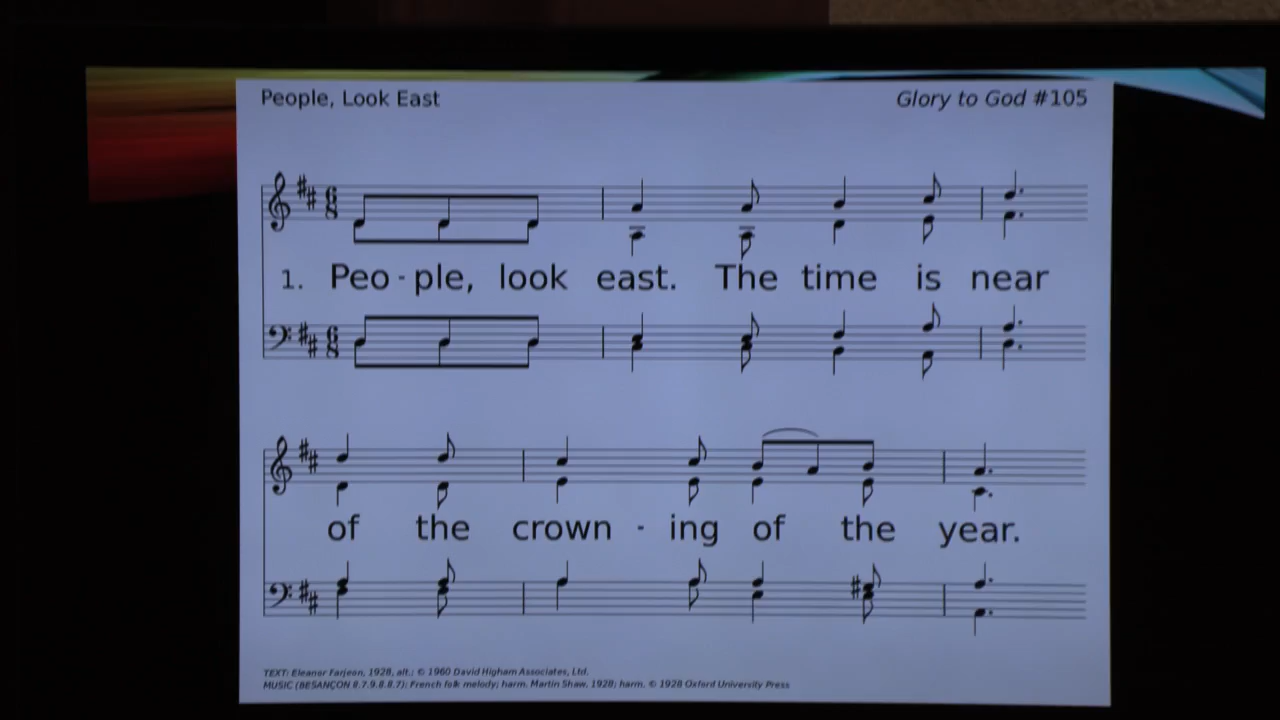 People, Look East
Glory to God #105
1. Peo - ple, look east. The time is near
of the crown - ing of the year.
TEXT: Eleanor Farjeon, 1928, alt.; © 1960 David Higham Associates, Ltd.
MUSIC (BESANÇON 8.7.9.8.8.7): French folk melody; harm. Martin Shaw, 1928; harm. © 1928 Oxford University Press